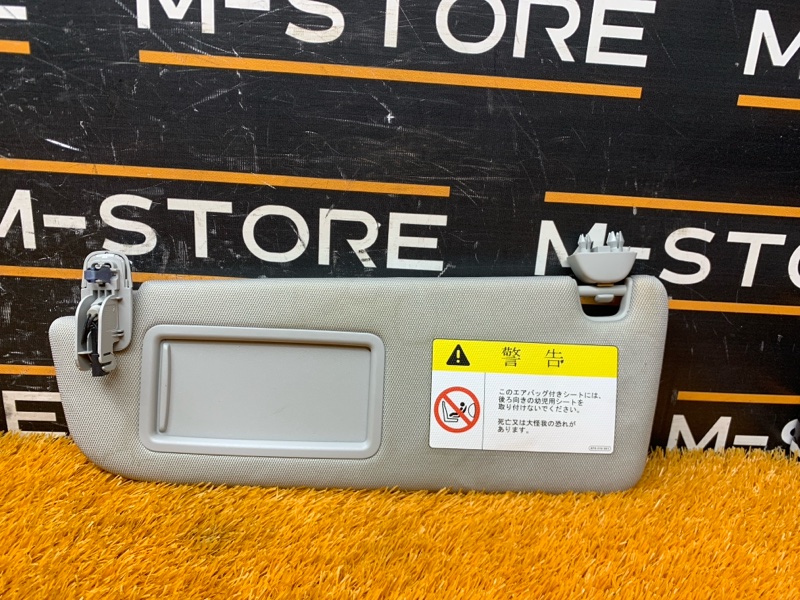 M-STORE
M-STORE
M-STO
M-STO
警 告
このエアバッグ付きシートには、
後ろ向きの幼児用シートを
取り付けないでください。
死亡又は大怪我の恐れが
あります。